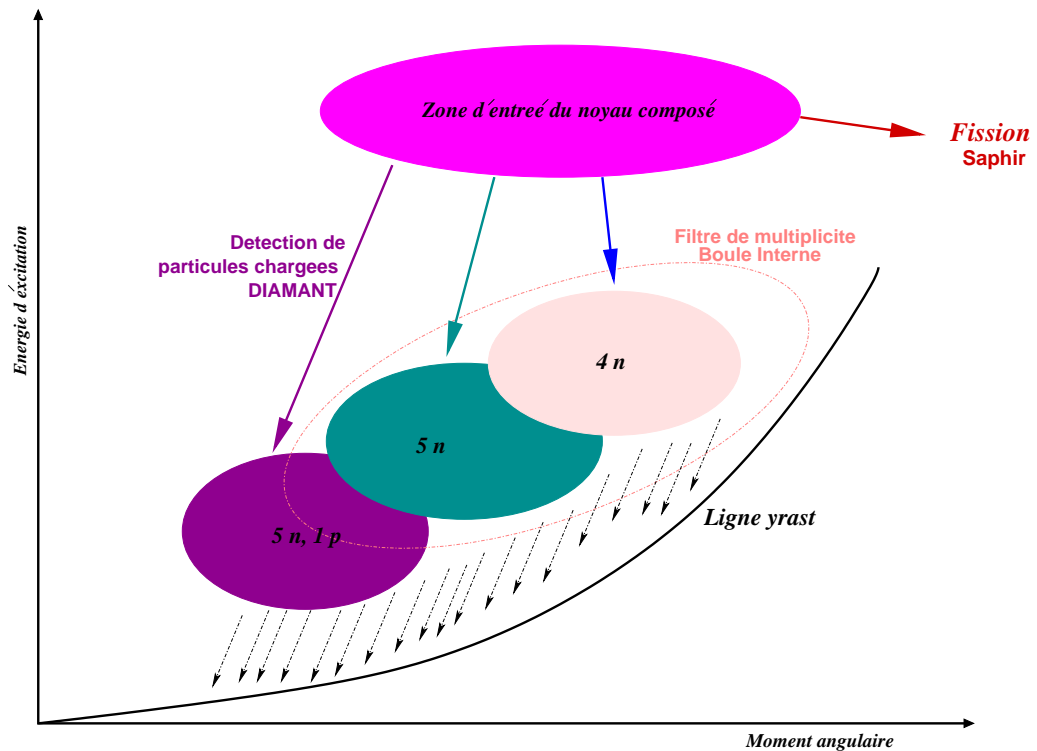 Zone d´entreé du noyau composé
Fission
Saphir
Filtre de multiplicite
Boule Interne
Detection de
particules chargees
DIAMANT
Energie d´éxcitation
4 n
5 n
5 n, 1 p
Ligne yrast
Moment angulaire